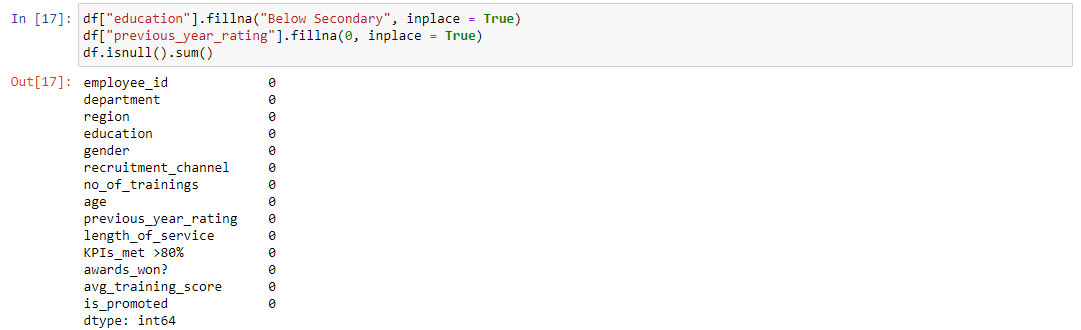 In [17]: df["education"].fillna("Below Secondary", inplace = True)
df["previous_year_rating"].fillna(0, inplace = True)
df.isnull().sum()
Out[17]: employee_id 0
department 0
region 0
education 0
gender 0
recruitment_channel 0
no_of_trainings 0
age 0
previous_year_rating 0
length_of_service 0
KPIs_met >80% 0
awards_won? 0
avg_training_score 0
is_promoted 0
dtype: int64